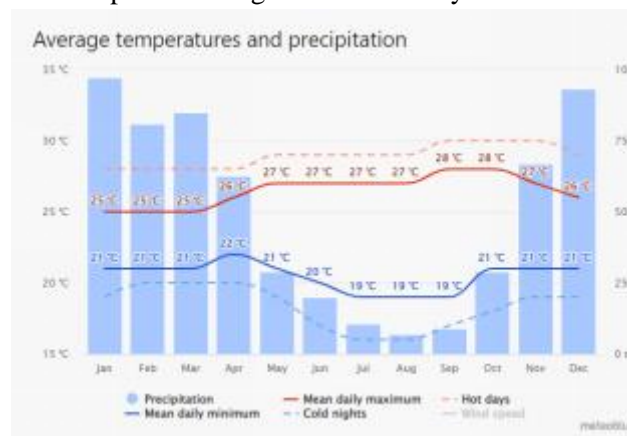 Average temperatures and precipitation
35 °C
30 °C
25 °C
20 °C
15 °C
10
75
50
25
0
28 °C 28 °C
27 °C 27 °C 27 °C 27 °C 27 °C
25 °C 25 °C 25 °C 26 °C 26 °C
21 °C 21 °C 21 °C 22 °C 21 °C 20 °C 19 °C 19 °C 19 °C 21 °C 21 °C 21 °C
Jan Feb Mar Apr May Jun Jul Aug Sep Oct Nov Dec
Precipitation Mean daily maximum Hot days
Mean daily minimum Cold nights Wind speed